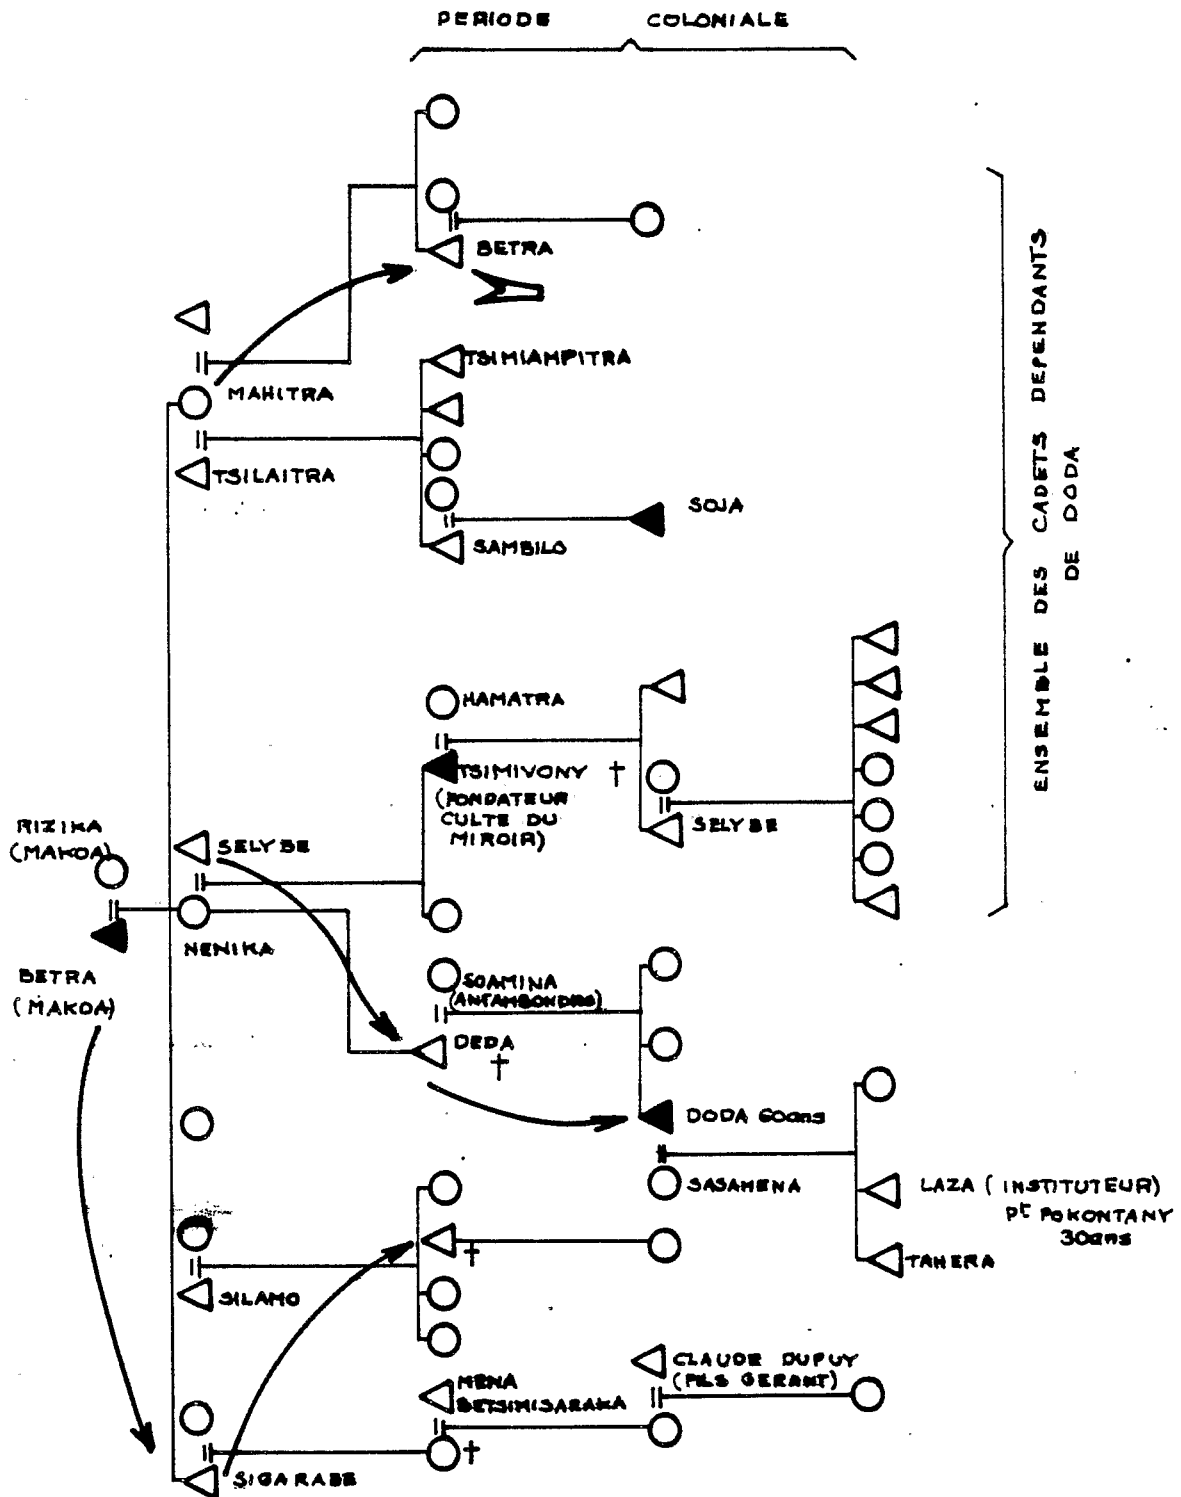 PERIODE COLONIALE
BETRA
MAHITRA
TSIMIAMPITRA
TSILAITRA
SOJA
SAMBILO
ENSEMBLE DES CADETS DEPENDANTS
DE DODA
HAMATRA
TSIMIVONY †
(FONDATEUR
CULTE DU
MIROIR)
SELYBE
RIZIKA
(MAKOA)
SELYBE
NENIKA
BETRA
(MAKOA)
SOAMINA
(ANTAMBONDRO)
DEDA
†
DODA 60ans
SASAMENA
LAZA (INSTITUTEUR)
Pt FOKONTANY
30ans
TAHERA
†
SILAMO
CLAUDE DUPUY
(FILS GERANT)
MENA
BETSIMISARAKA
†
SIGARABE